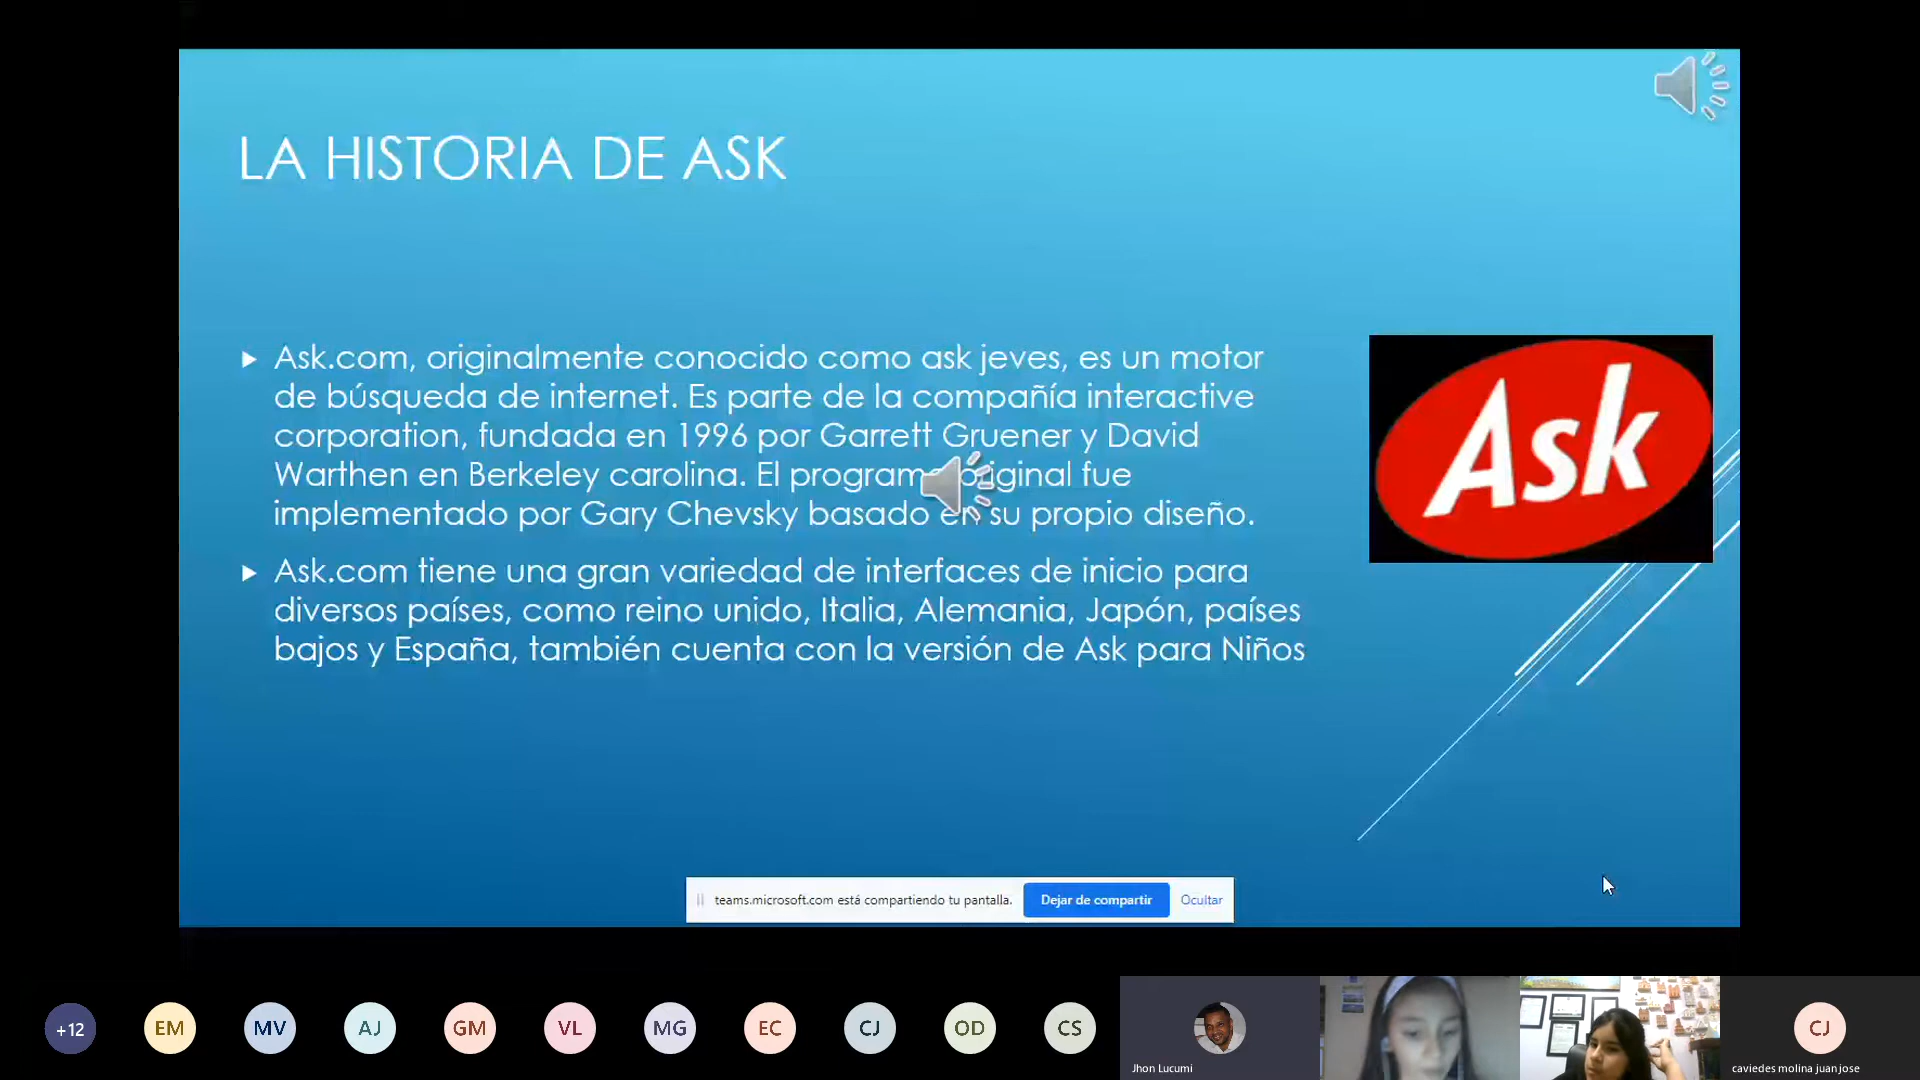 LA HISTORIA DE ASK
Ask.com, originalmente conocido como ask jeves, es un motor
de búsqueda de internet. Es parte de la compañía interactive
corporation, fundada en 1996 por Garrett Gruener y David
Warthen en Berkeley carolina. El programa original fue
implementado por Gary Chevsky basado en su propio diseño.
Ask.com tiene una gran variedad de interfaces de inicio para
diversos países, como reino unido, Italia, Alemania, Japón, países
bajos y España, también cuenta con la versión de Ask para Niños
Ask
teams.microsoft.com está compartiendo tu pantalla. Dejar de compartir Ocultar
+12 EM MV AJ GM VL MG EC CJ OD CS CJ
Jhon Lucumi caviedes molina juan jose